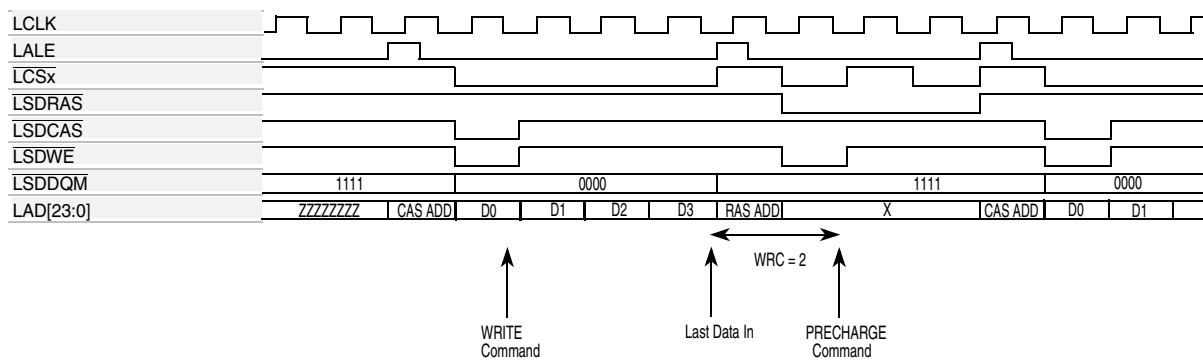 LCLK
LALE
LCSx
LSDRAS
LSDCAS
LSDWE
LSDDQM 1111 0000 1111 0000
LAD[23:0] ZZZZZZZZ CAS ADD D0 D1 D2 D3 RAS ADD X CAS ADD D0 D1
WRC = 2
WRITE Last Data In PRECHARGE
Command Command